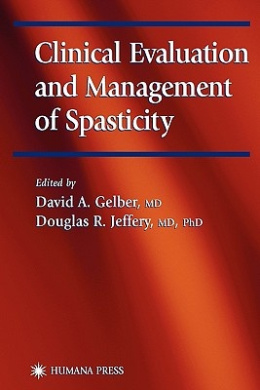 Clinical Evaluation
and Management
of Spasticity
Edited by
David A. Gelber, MD
Douglas R. Jeffery, MD, PhD
HUMANA PRESS